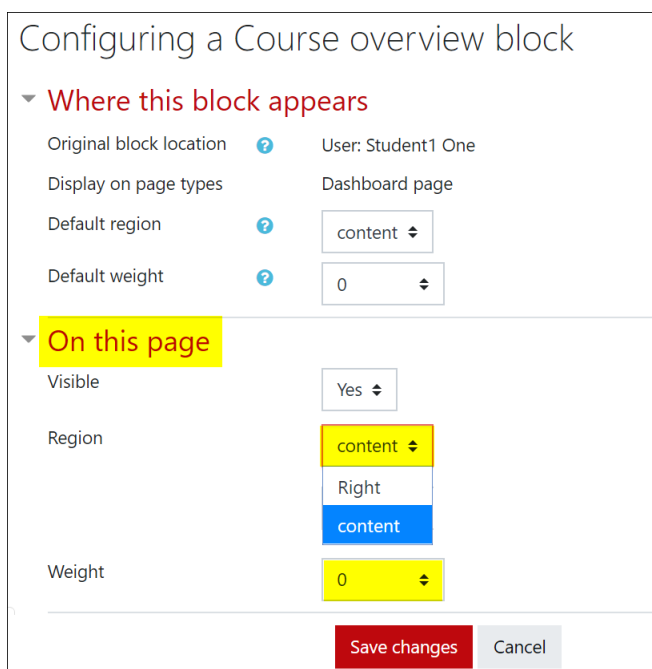 Configuring a Course overview block
Where this block appears
Original block location ? User: Student1 One
Display on page types Dashboard page
Default region ? content
Default weight ? 0
On this page
Visible Yes
Region content
Right
content
Weight 0
Save changes Cancel